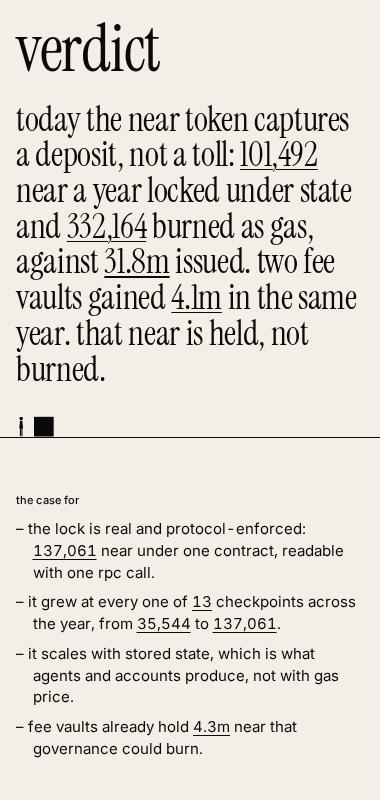 verdict
today the near token captures
a deposit, not a toll: 101,492
near a year locked under state
and 332,164 burned as gas,
against 31.8m issued. two fee
vaults gained 4.1m in the same
year. that near is held, not
burned.
the case for
– the lock is real and protocol-enforced:
137,061 near under one contract, readable
with one rpc call.
– it grew at every one of 13 checkpoints across
the year, from 35,544 to 137,061.
– it scales with stored state, which is what
agents and accounts produce, not with gas
price.
– fee vaults already hold 4.3m near that
governance could burn.